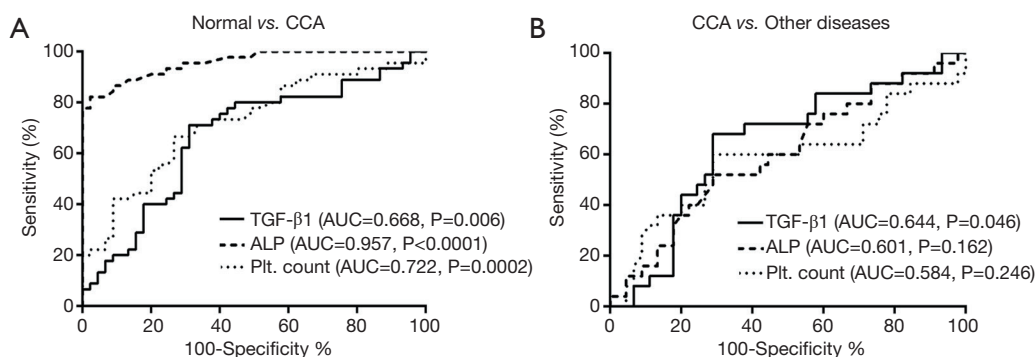 A
Normal vs. CCA
Sensitivity (%)
100
80
60
40
20
0
TGF-β1 (AUC=0.668, P=0.006)
ALP (AUC=0.957, P<0.0001)
Plt. count (AUC=0.722, P=0.0002)
0 20 40 60 80 100
100-Specificity %
B
CCA vs. Other diseases
Sensitivity (%)
100
80
60
40
20
0
TGF-β1 (AUC=0.644, P=0.046)
ALP (AUC=0.601, P=0.162)
Plt. count (AUC=0.584, P=0.246)
0 20 40 60 80 100
100-Specificity %